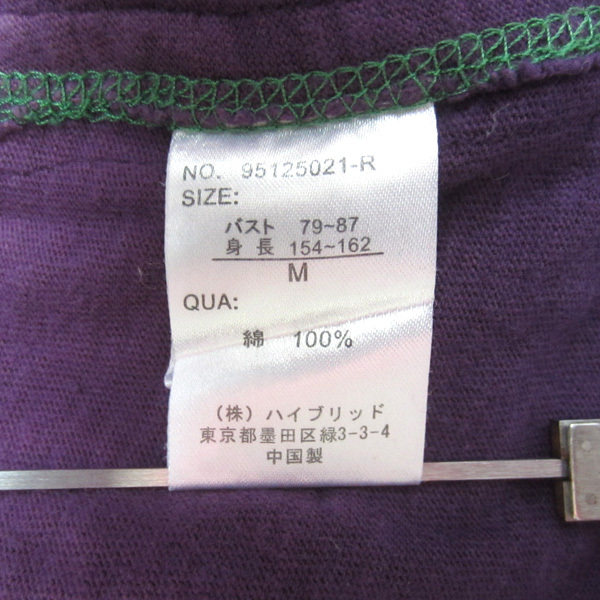 NO. 95125021-R
SIZE:
バスト 79~87
身長 154~162
M
QUA:
綿 100%
(株) ハイブリッド
東京都墨田区緑3-3-4
中国製